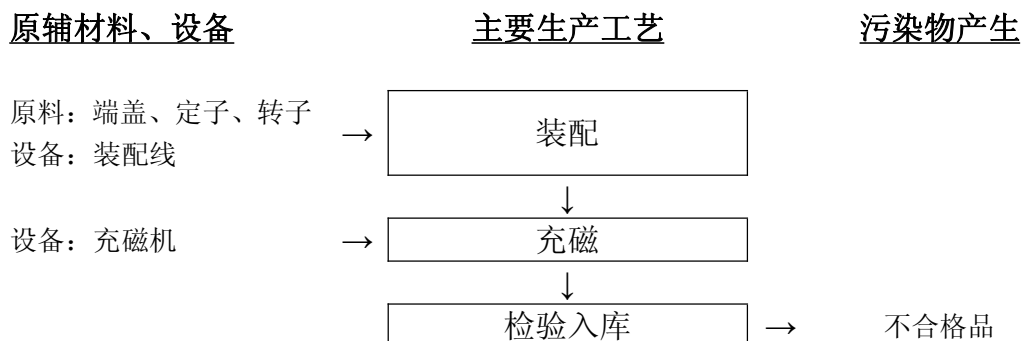 原辅材料、设备 主要生产工艺 污染物产生
原料：端盖、定子、转子
设备：装配线
→ 装配
↓
设备：充磁机 → 充磁
↓
检验入库 → 不合格品